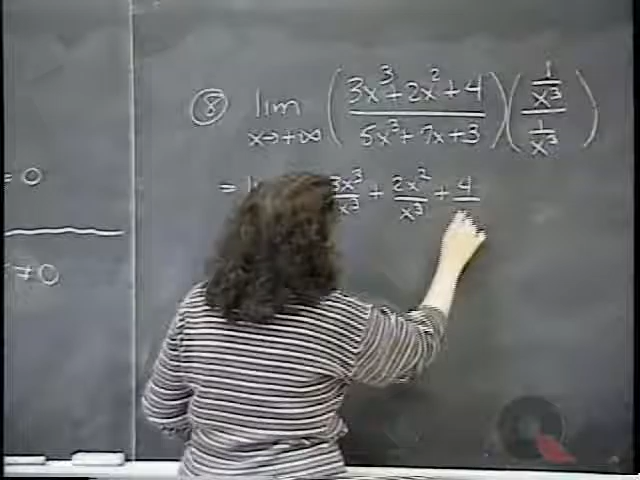 ⑧ lim x→+∞ ((3x³+2x²+4)/(5x³+7x+3)) ((1/x³)/(1/x³))
= 0
= 3x³/x³ + 2x²/x³ + 4
≠0